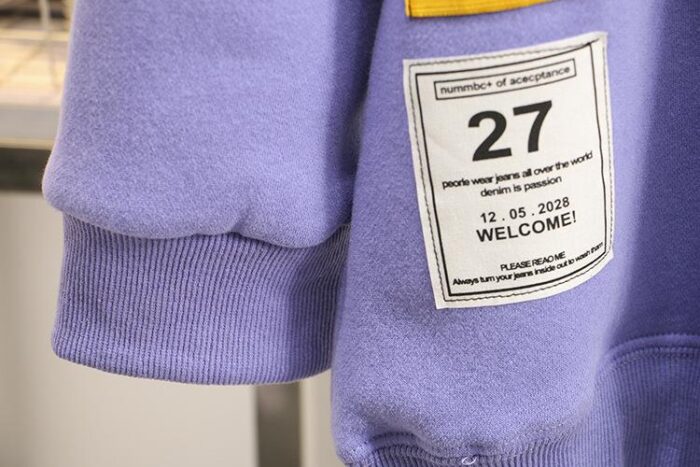 nummbc+ of acecptance
27
peorle wear jeans all over the world
denim is passion
12 . 05 . 2028
WELCOME!
PLEASE REAO ME
Always turn your jeans inside out to wash tham